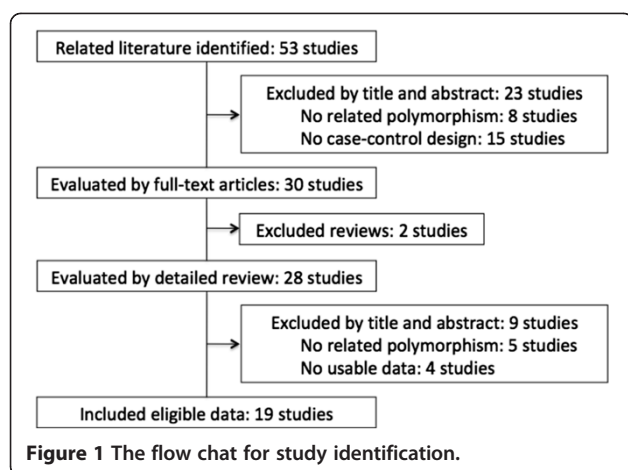 Related literature identified: 53 studies
Excluded by title and abstract: 23 studies
No related polymorphism: 8 studies
No case-control design: 15 studies
Evaluated by full-text articles: 30 studies
Excluded reviews: 2 studies
Evaluated by detailed review: 28 studies
Excluded by title and abstract: 9 studies
No related polymorphism: 5 studies
No usable data: 4 studies
Included eligible data: 19 studies
Figure 1 The flow chat for study identification.